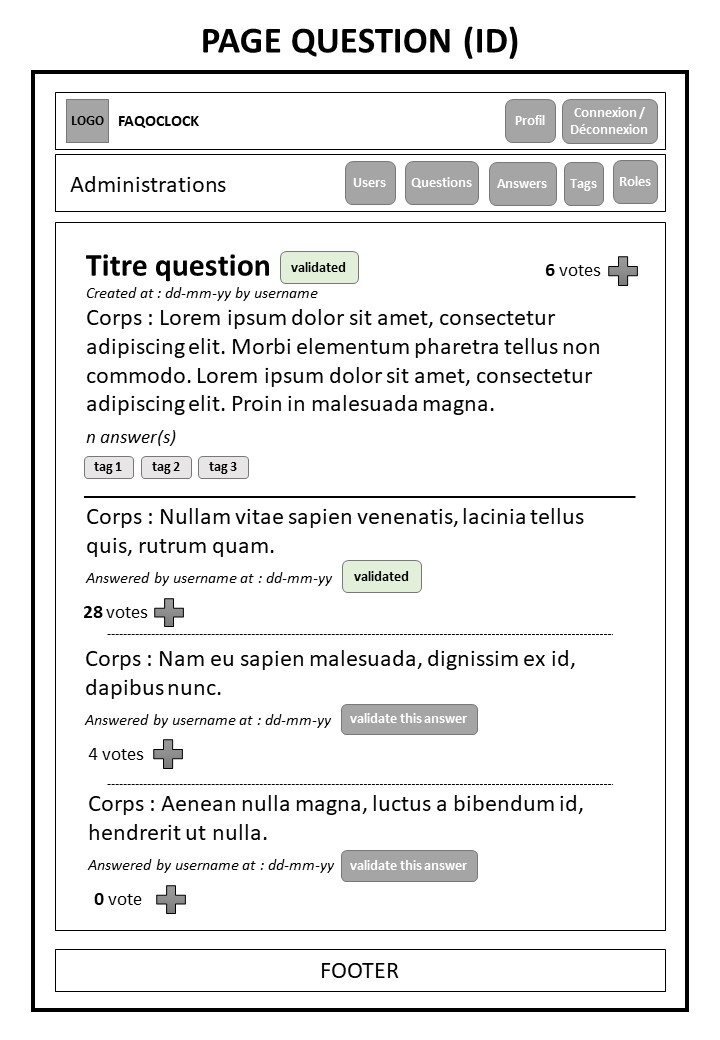 PAGE QUESTION (ID)
LOGO FAQOCLOCK Profil Connexion / Déconnexion
Administrations Users Questions Answers Tags Roles
Titre question validated 6 votes
Created at : dd-mm-yy by username
Corps : Lorem ipsum dolor sit amet, consectetur
adipiscing elit. Morbi elementum pharetra tellus non
commodo. Lorem ipsum dolor sit amet, consectetur
adipiscing elit. Proin in malesuada magna.
n answer(s)
tag 1 tag 2 tag 3
Corps : Nullam vitae sapien venenatis, lacinia tellus
quis, rutrum quam.
Answered by username at : dd-mm-yy validated
28 votes
Corps : Nam eu sapien malesuada, dignissim ex id,
dapibus nunc.
Answered by username at : dd-mm-yy validate this answer
4 votes
Corps : Aenean nulla magna, luctus a bibendum id,
hendrerit ut nulla.
Answered by username at : dd-mm-yy validate this answer
0 vote
FOOTER